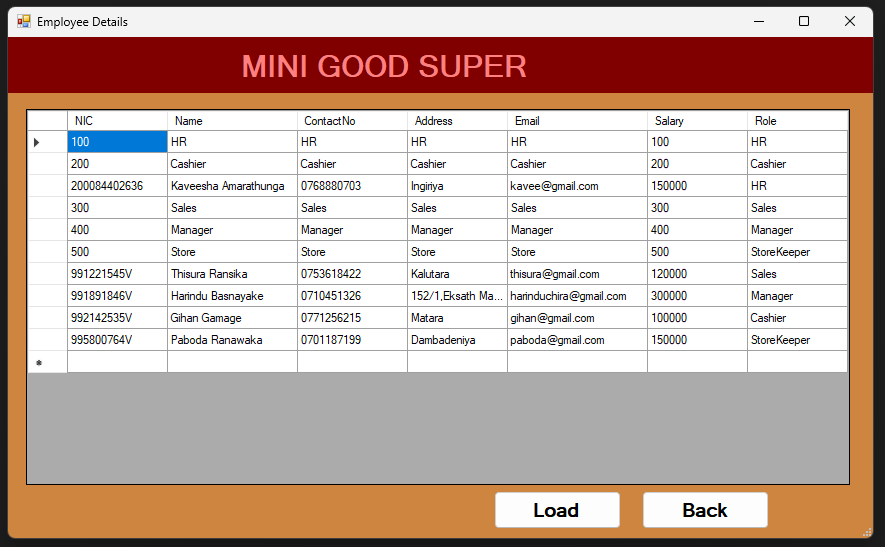 Employee Details
MINI GOOD SUPER
NIC Name ContactNo Address Email Salary Role
100 HR HR HR HR 100 HR
200 Cashier Cashier Cashier Cashier 200 Cashier
200084402636 Kaveesha Amarathunga 0768880703 Ingiriya kavee@gmail.com 150000 HR
300 Sales Sales Sales Sales 300 Sales
400 Manager Manager Manager Manager 400 Manager
500 Store Store Store Store 500 StoreKeeper
991221545V Thisura Ransika 0753618422 Kalutara thisura@gmail.com 120000 Sales
991891846V Harindu Basnayake 0710451326 152/1,Eksath Ma... harinduchira@gmail.com 300000 Manager
992142535V Gihan Gamage 0771256215 Matara gihan@gmail.com 100000 Cashier
995800764V Paboda Ranawaka 0701187199 Dambadeniya paboda@gmail.com 150000 StoreKeeper
Load Back